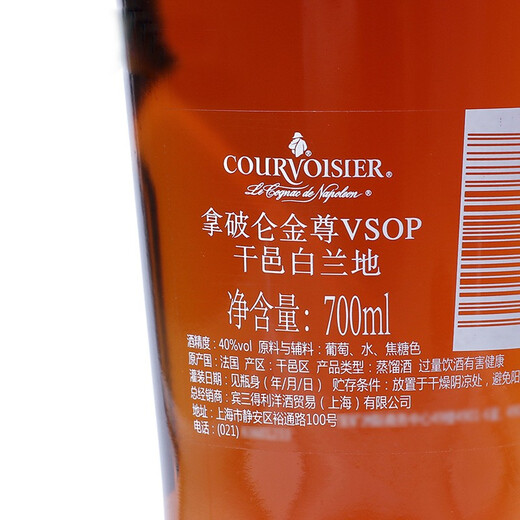 COURVOISIER®
Le Cognac de Napoleon ®
拿破仑金尊VSOP
干邑白兰地
净含量：700ml
酒精度：40%vol 原料与辅料：葡萄、水、焦糖色
原产国：法国 产区：干邑区 产品类型：蒸馏酒 过量饮酒有害健康
灌装日期：见瓶身（年/月/日） 贮存条件：放置于干燥阴凉处，避免阳
总经销商：宾三得利洋酒贸易（上海）有限公司
地址：上海市静安区裕通路100号
电话：(021)